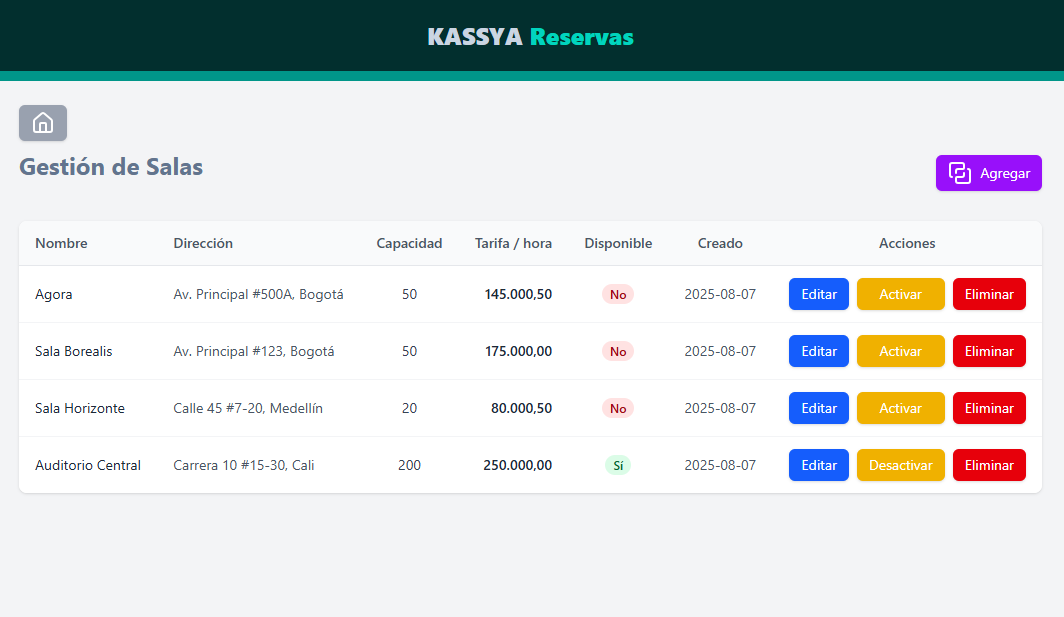 KASSYA Reservas
Gestión de Salas
Agregar
Nombre Dirección Capacidad Tarifa / hora Disponible Creado Acciones
Agora Av. Principal #500A, Bogotá 50 145.000,50 No 2025-08-07 Editar Activar Eliminar
Sala Borealis Av. Principal #123, Bogotá 50 175.000,00 No 2025-08-07 Editar Activar Eliminar
Sala Horizonte Calle 45 #7-20, Medellín 20 80.000,50 No 2025-08-07 Editar Activar Eliminar
Auditorio Central Carrera 10 #15-30, Cali 200 250.000,00 Sí 2025-08-07 Editar Desactivar Eliminar